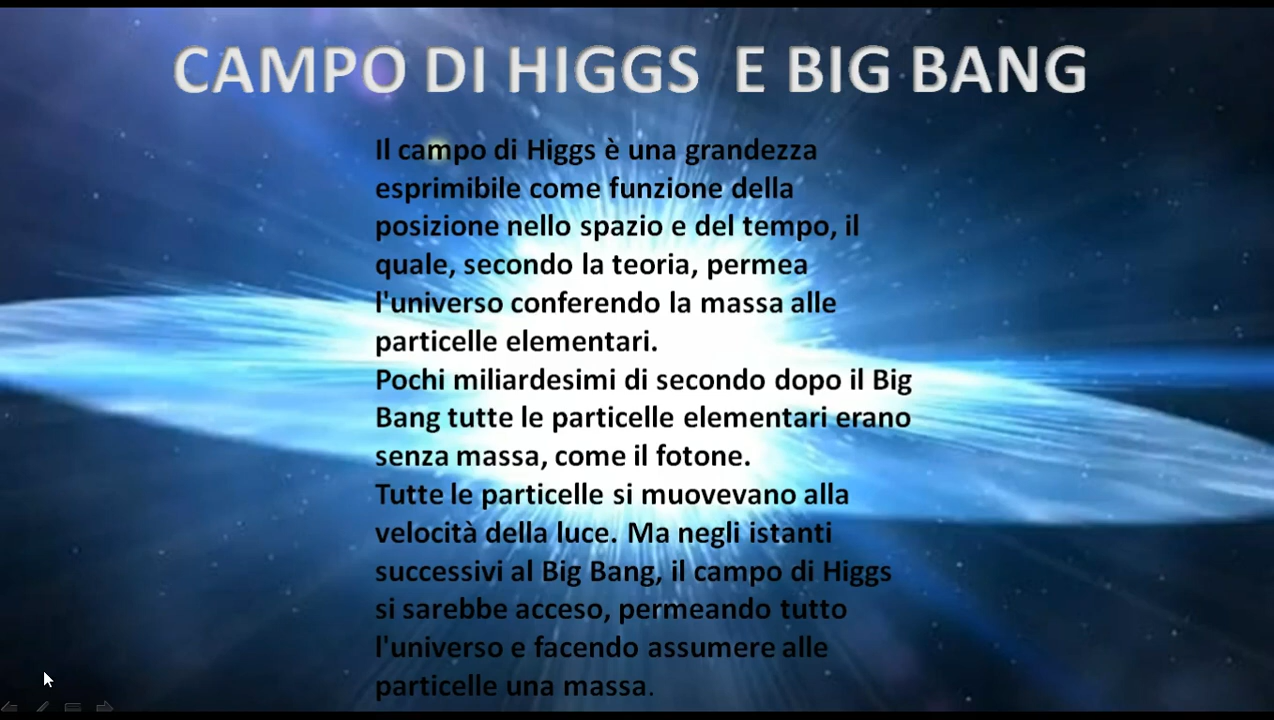 CAMPO DI HIGGS E BIG BANG
Il campo di Higgs è una grandezza
esprimibile come funzione della
posizione nello spazio e del tempo, il
quale, secondo la teoria, permea
l'universo conferendo la massa alle
particelle elementari.
Pochi miliardesimi di secondo dopo il Big
Bang tutte le particelle elementari erano
senza massa, come il fotone.
Tutte le particelle si muovevano alla
velocità della luce. Ma negli istanti
successivi al Big Bang, il campo di Higgs
si sarebbe acceso, permeando tutto
l'universo e facendo assumere alle
particelle una massa.